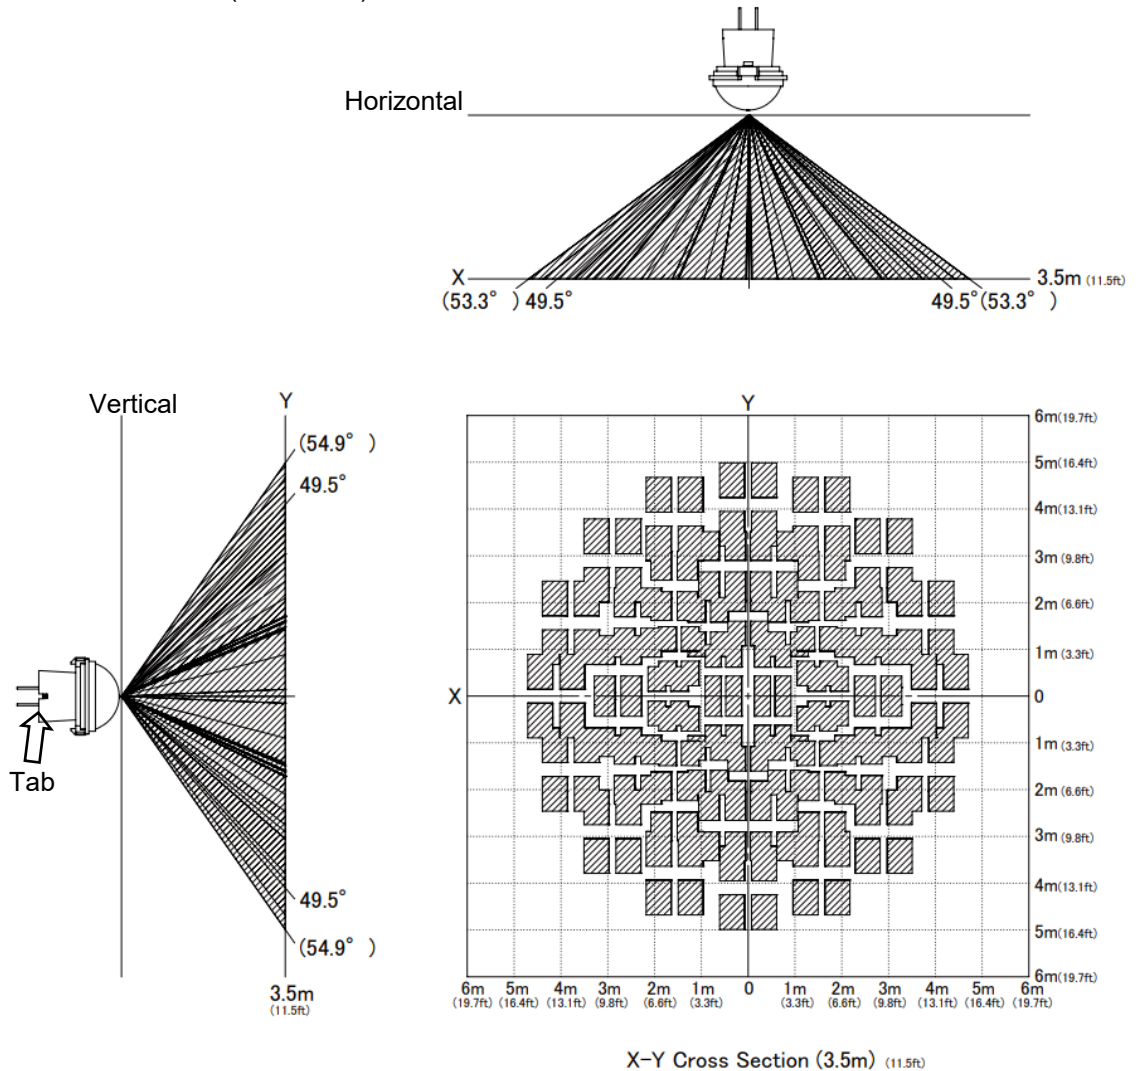 Horizontal
X
3.5m (11.5ft)
(53.3° ) 49.5°
49.5° (53.3° )
Vertical
Y
(54.9° )
49.5°
Tab
49.5°
(54.9° )
3.5m
(11.5ft)
Y
6m(19.7ft)
5m(16.4ft)
4m(13.1ft)
3m (9.8ft)
2m (6.6ft)
1m (3.3ft)
X
0
1m (3.3ft)
2m (6.6ft)
3m (9.8ft)
4m (13.1ft)
5m(16.4ft)
6m(19.7ft)
6m 5m 4m 3m 2m 1m 0 1m 2m 3m 4m 5m 6m
(19.7ft) (16.4ft) (13.1ft) (9.8ft) (6.6ft) (3.3ft) (3.3ft) (6.6ft) (9.8ft) (13.1ft) (16.4ft) (19.7ft)
X-Y Cross Section (3.5m) (11.5ft)